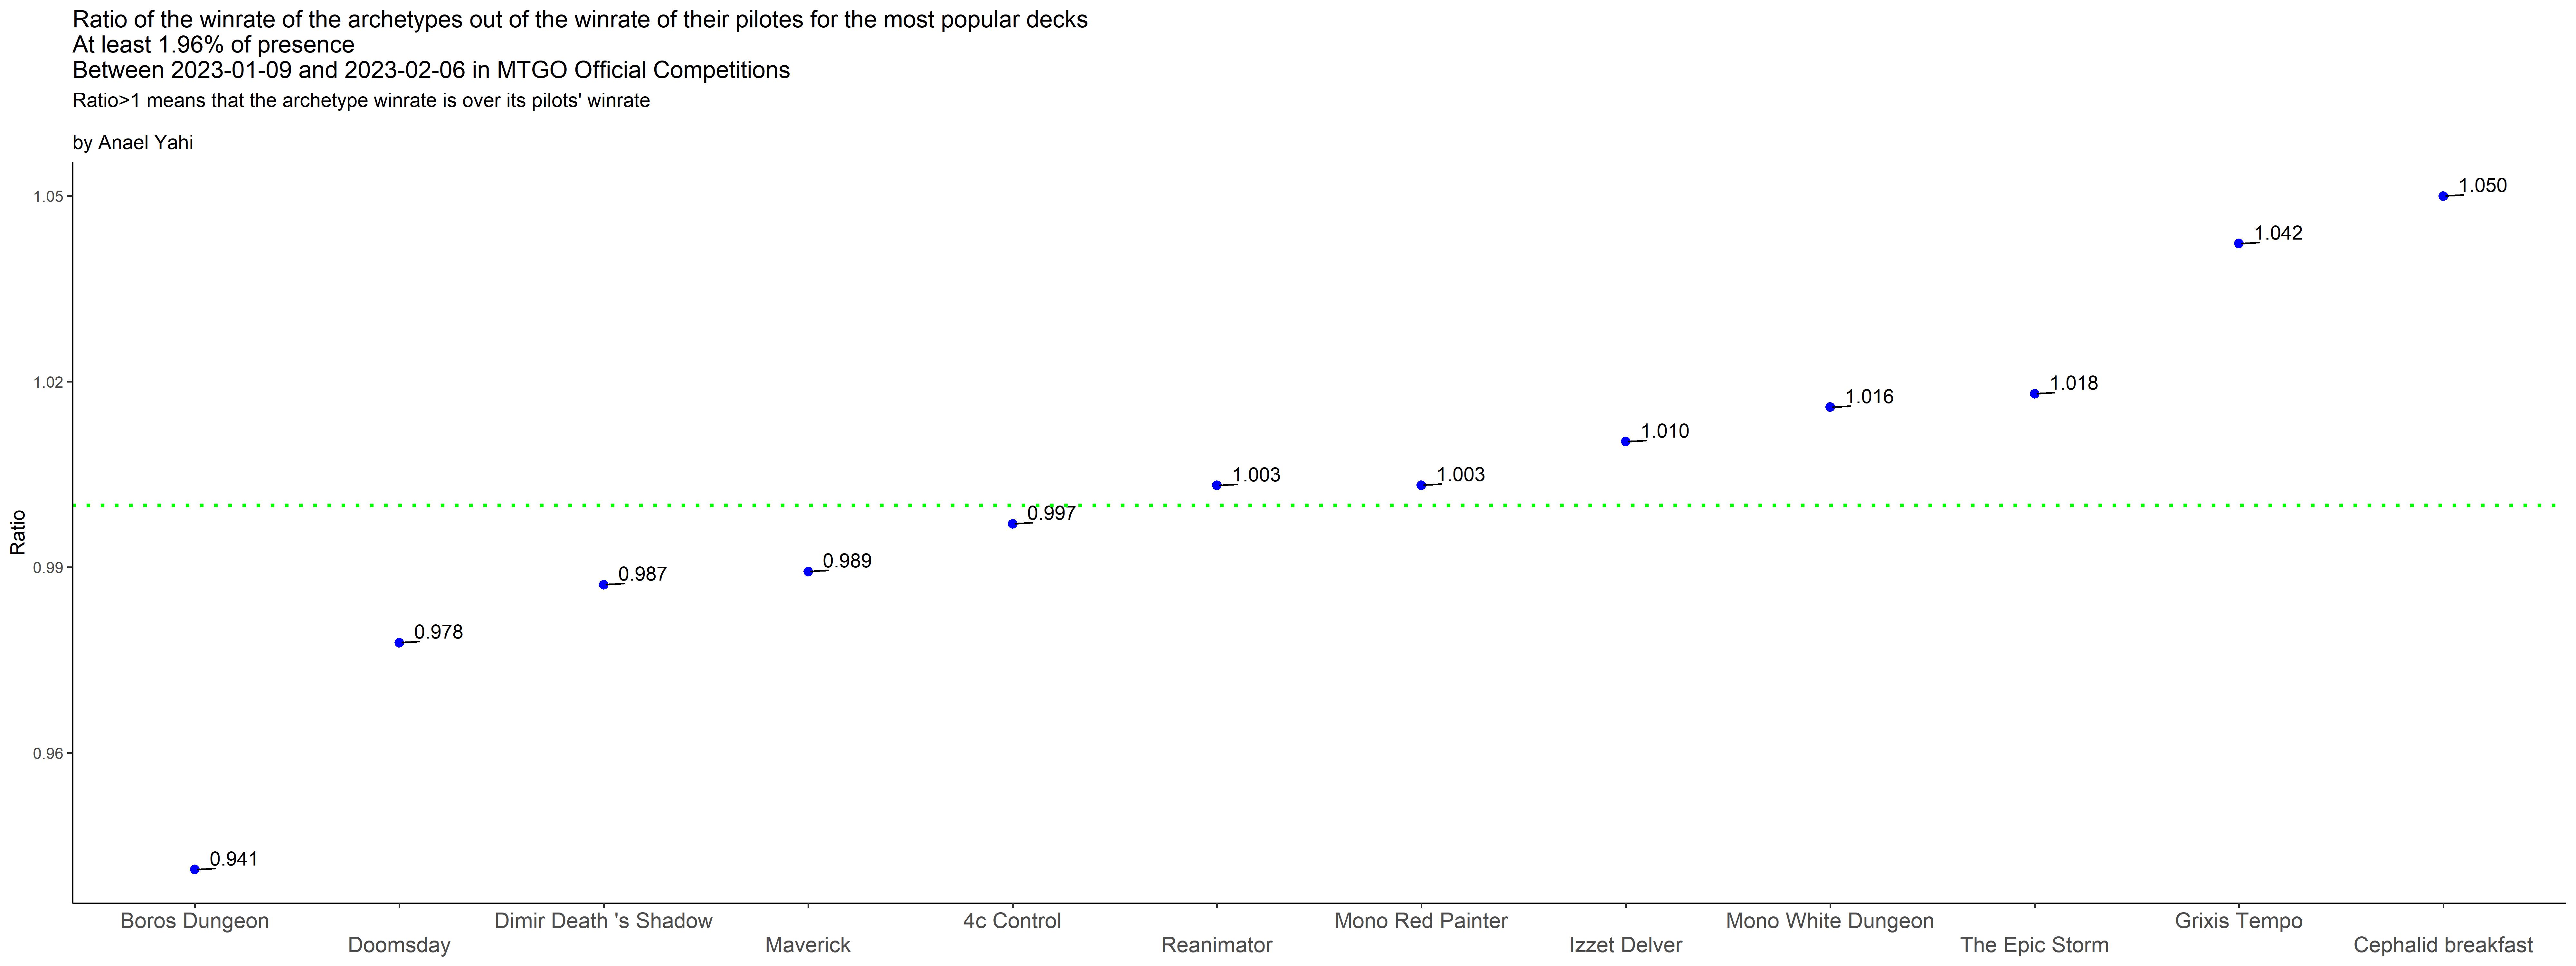 Ratio of the winrate of the archetypes out of the winrate of their pilotes for the most popular decks
At least 1.96% of presence
Between 2023-01-09 and 2023-02-06 in MTGO Official Competitions
Ratio>1 means that the archetype winrate is over its pilots' winrate
by Anael Yahi
1.05
1.02
0.99
0.96
Ratio
0.941
0.978
0.987
0.989
0.997
1.003
1.003
1.010
1.016
1.018
1.042
1.050
Boros Dungeon
Doomsday
Dimir Death 's Shadow
Maverick
4c Control
Reanimator
Mono Red Painter
Izzet Delver
Mono White Dungeon
The Epic Storm
Grixis Tempo
Cephalid breakfast